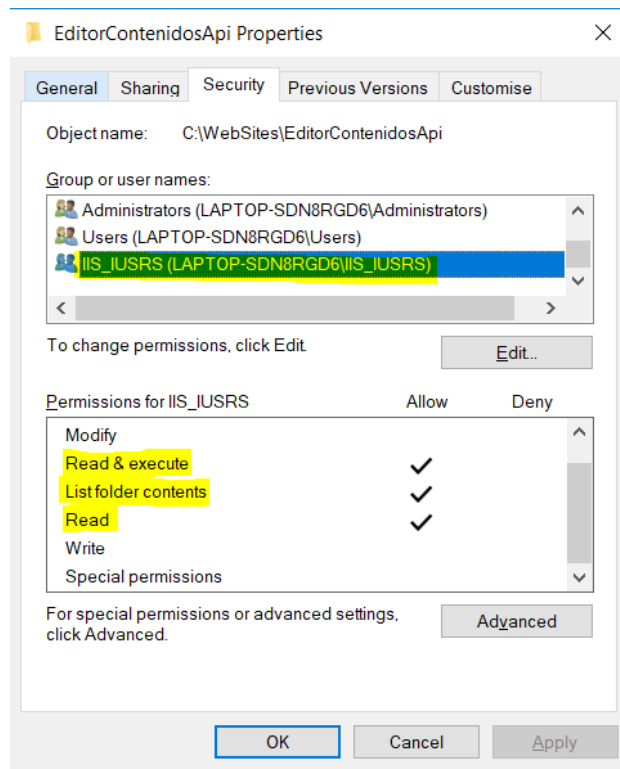 EditorContenidosApi Properties
General Sharing Security Previous Versions Customise
Object name: C:\WebSites\EditorContenidosApi
Group or user names:
Administrators (LAPTOP-SDN8RGD6\Administrators)
Users (LAPTOP-SDN8RGD6\Users)
IIS_IUSRS (LAPTOP-SDN8RGD6\IIS_IUSRS)
To change permissions, click Edit.
Edit...
Permissions for IIS_IUSRS Allow Deny
Modify
Read & execute
List folder contents
Read
Write
Special permissions
For special permissions or advanced settings,
click Advanced.
Advanced
OK Cancel Apply